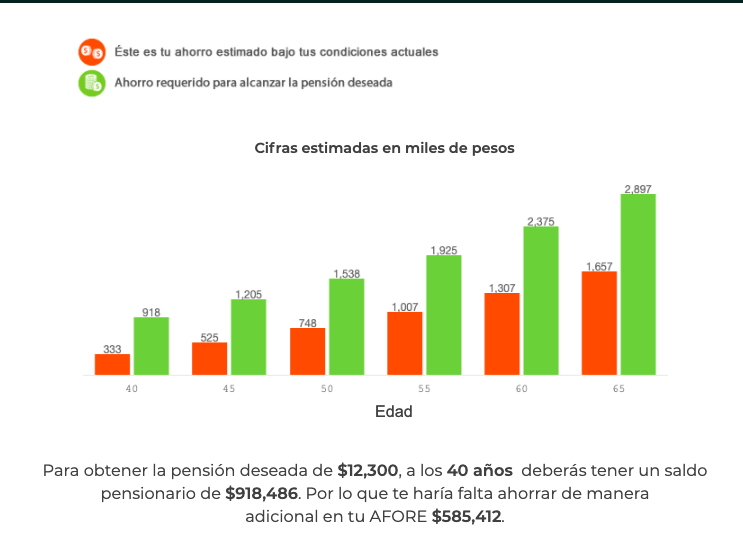 Éste es tu ahorro estimado bajo tus condiciones actuales
Ahorro requerido para alcanzar la pensión deseada
Cifras estimadas en miles de pesos
2,897
2,375
1,925
1,657
1,538
1,307
1,205
1,007
918
748
525
333
40 45 50 55 60 65
Edad
Para obtener la pensión deseada de $12,300, a los 40 años deberás tener un saldo
pensionario de $918,486. Por lo que te haría falta ahorrar de manera
adicional en tu AFORE $585,412.